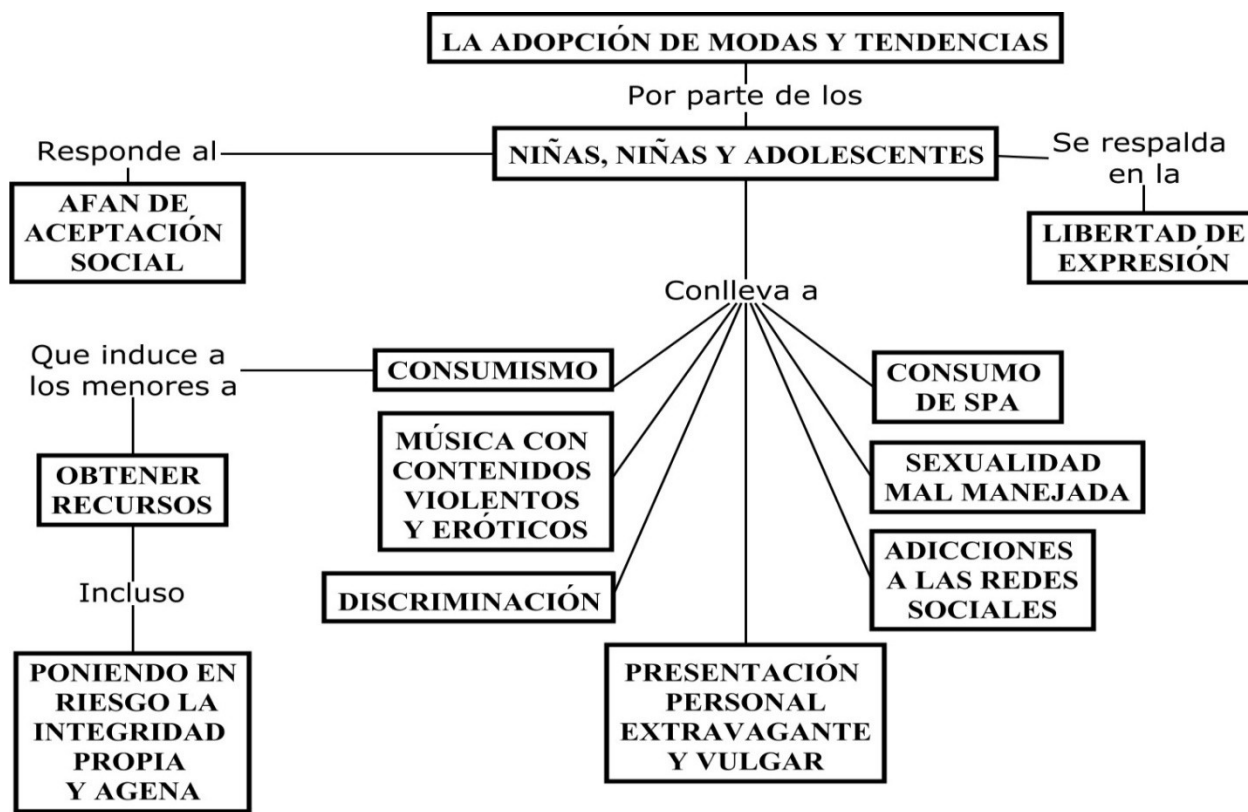 LA ADOPCIÓN DE MODAS Y TENDENCIAS
Por parte de los
NIÑAS, NIÑAS Y ADOLESCENTES
Responde al
AFAN DE
ACEPTACIÓN
SOCIAL
Se respalda
en la
LIBERTAD DE
EXPRESIÓN
Conlleva a
CONSUMISMO
Que induce a
los menores a
OBTENER
RECURSOS
Incluso
PONIENDO EN
RIESGO LA
INTEGRIDAD
PROPIA
Y AGENA
MÚSICA CON
CONTENIDOS
VIOLENTOS
Y ERÓTICOS
DISCRIMINACIÓN
PRESENTACIÓN
PERSONAL
EXTRAVAGANTE
Y VULGAR
CONSUMO
DE SPA
SEXUALIDAD
MAL MANEJADA
ADICCIONES
A LAS REDES
SOCIALES